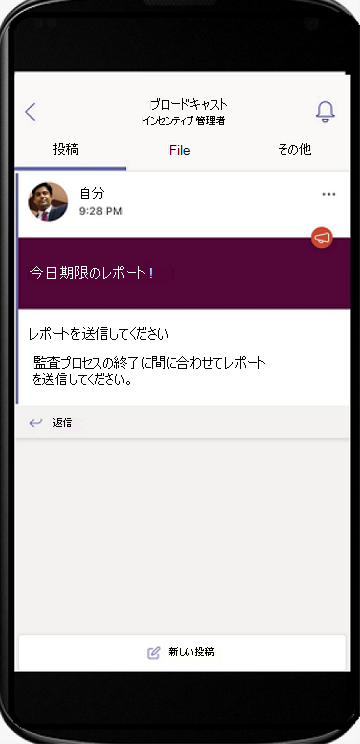 ブロードキャスト
インセンティブ管理者
投稿
File
その他
自分
9:28 PM
今日期限のレポート!
レポートを送信してください
監査プロセスの終了に間に合わせてレポート
を送信してください。
返信
新しい投稿